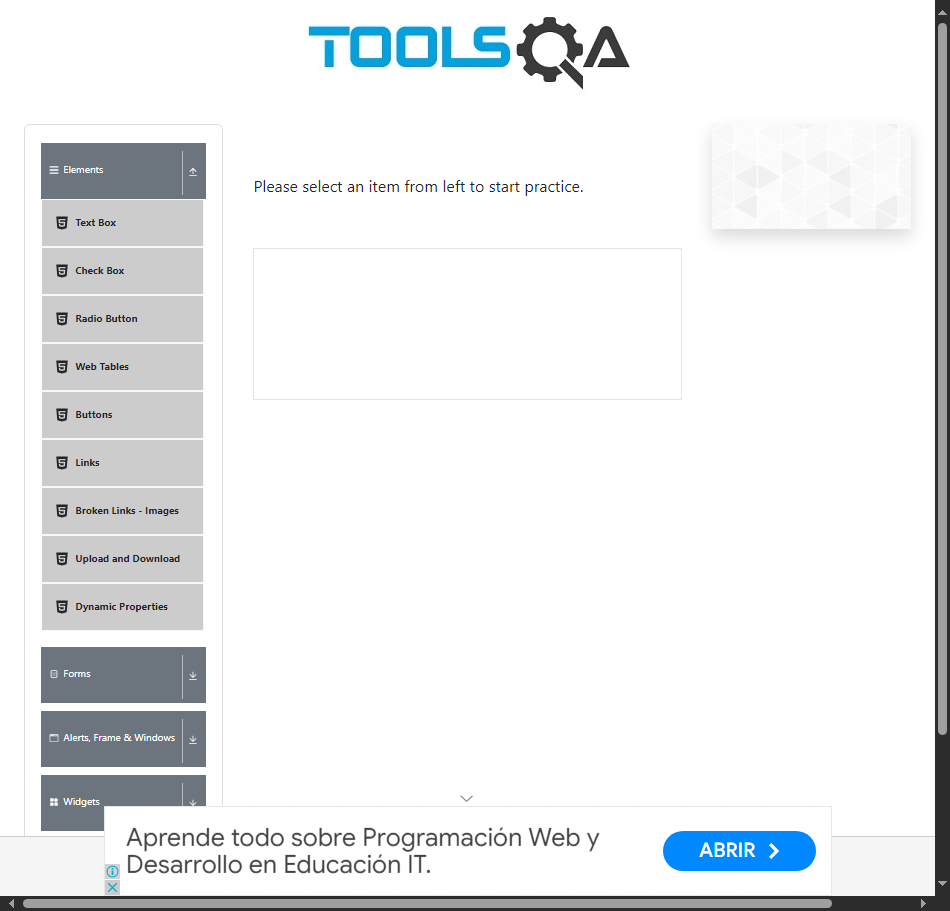 TOOLSQA
Elements
Text Box
Check Box
Radio Button
Web Tables
Buttons
Links
Broken Links - Images
Upload and Download
Dynamic Properties
Forms
Alerts, Frame & Windows
Widgets
Please select an item from left to start practice.
Aprende todo sobre Programación Web y
Desarrollo en Educación IT.
ABRIR